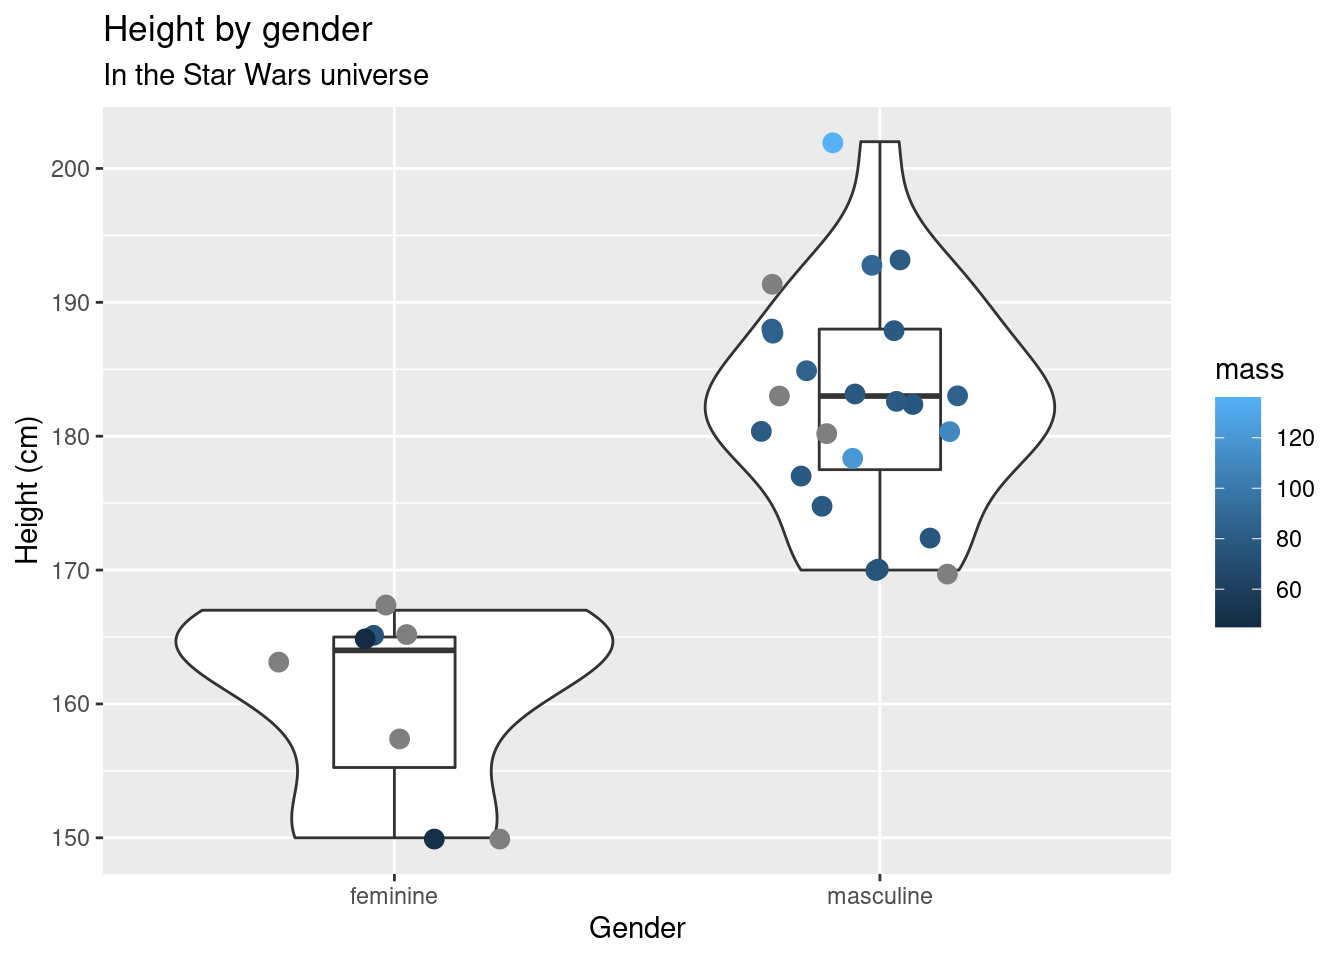 Height by gender
In the Star Wars universe
200
190
180
170
160
150
Height (cm)
feminine
masculine
Gender
mass
120
100
80
60